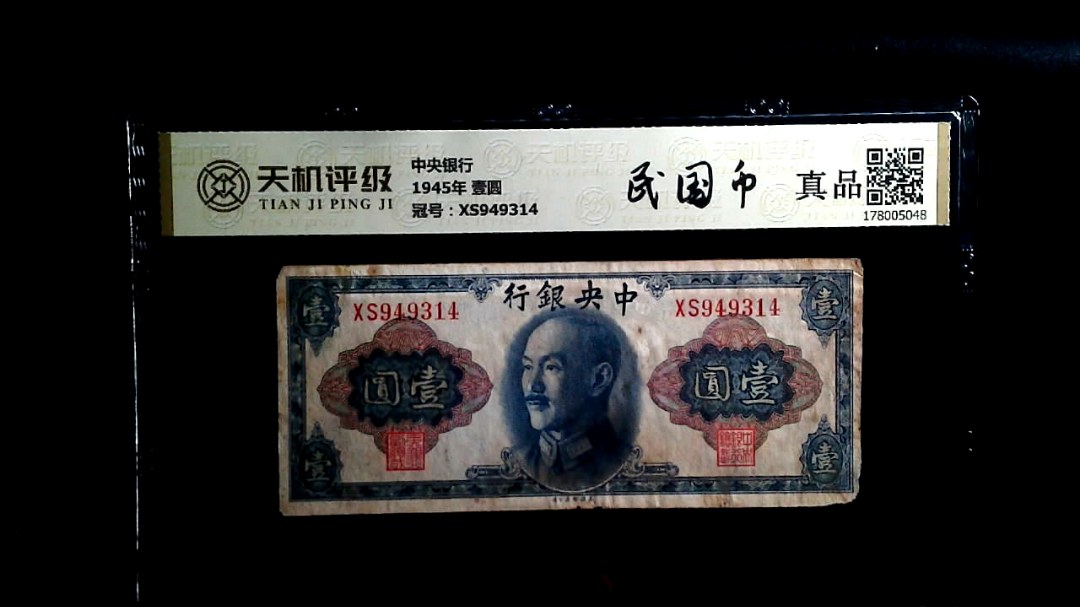 天机评级
TIAN JI PING JI
中央银行
1945年 壹圆
冠号：XS949314
民国币
真品
178005048
行銀央中
XS949314
XS949314
壹
壹
圓壹
圓壹
壹
壹